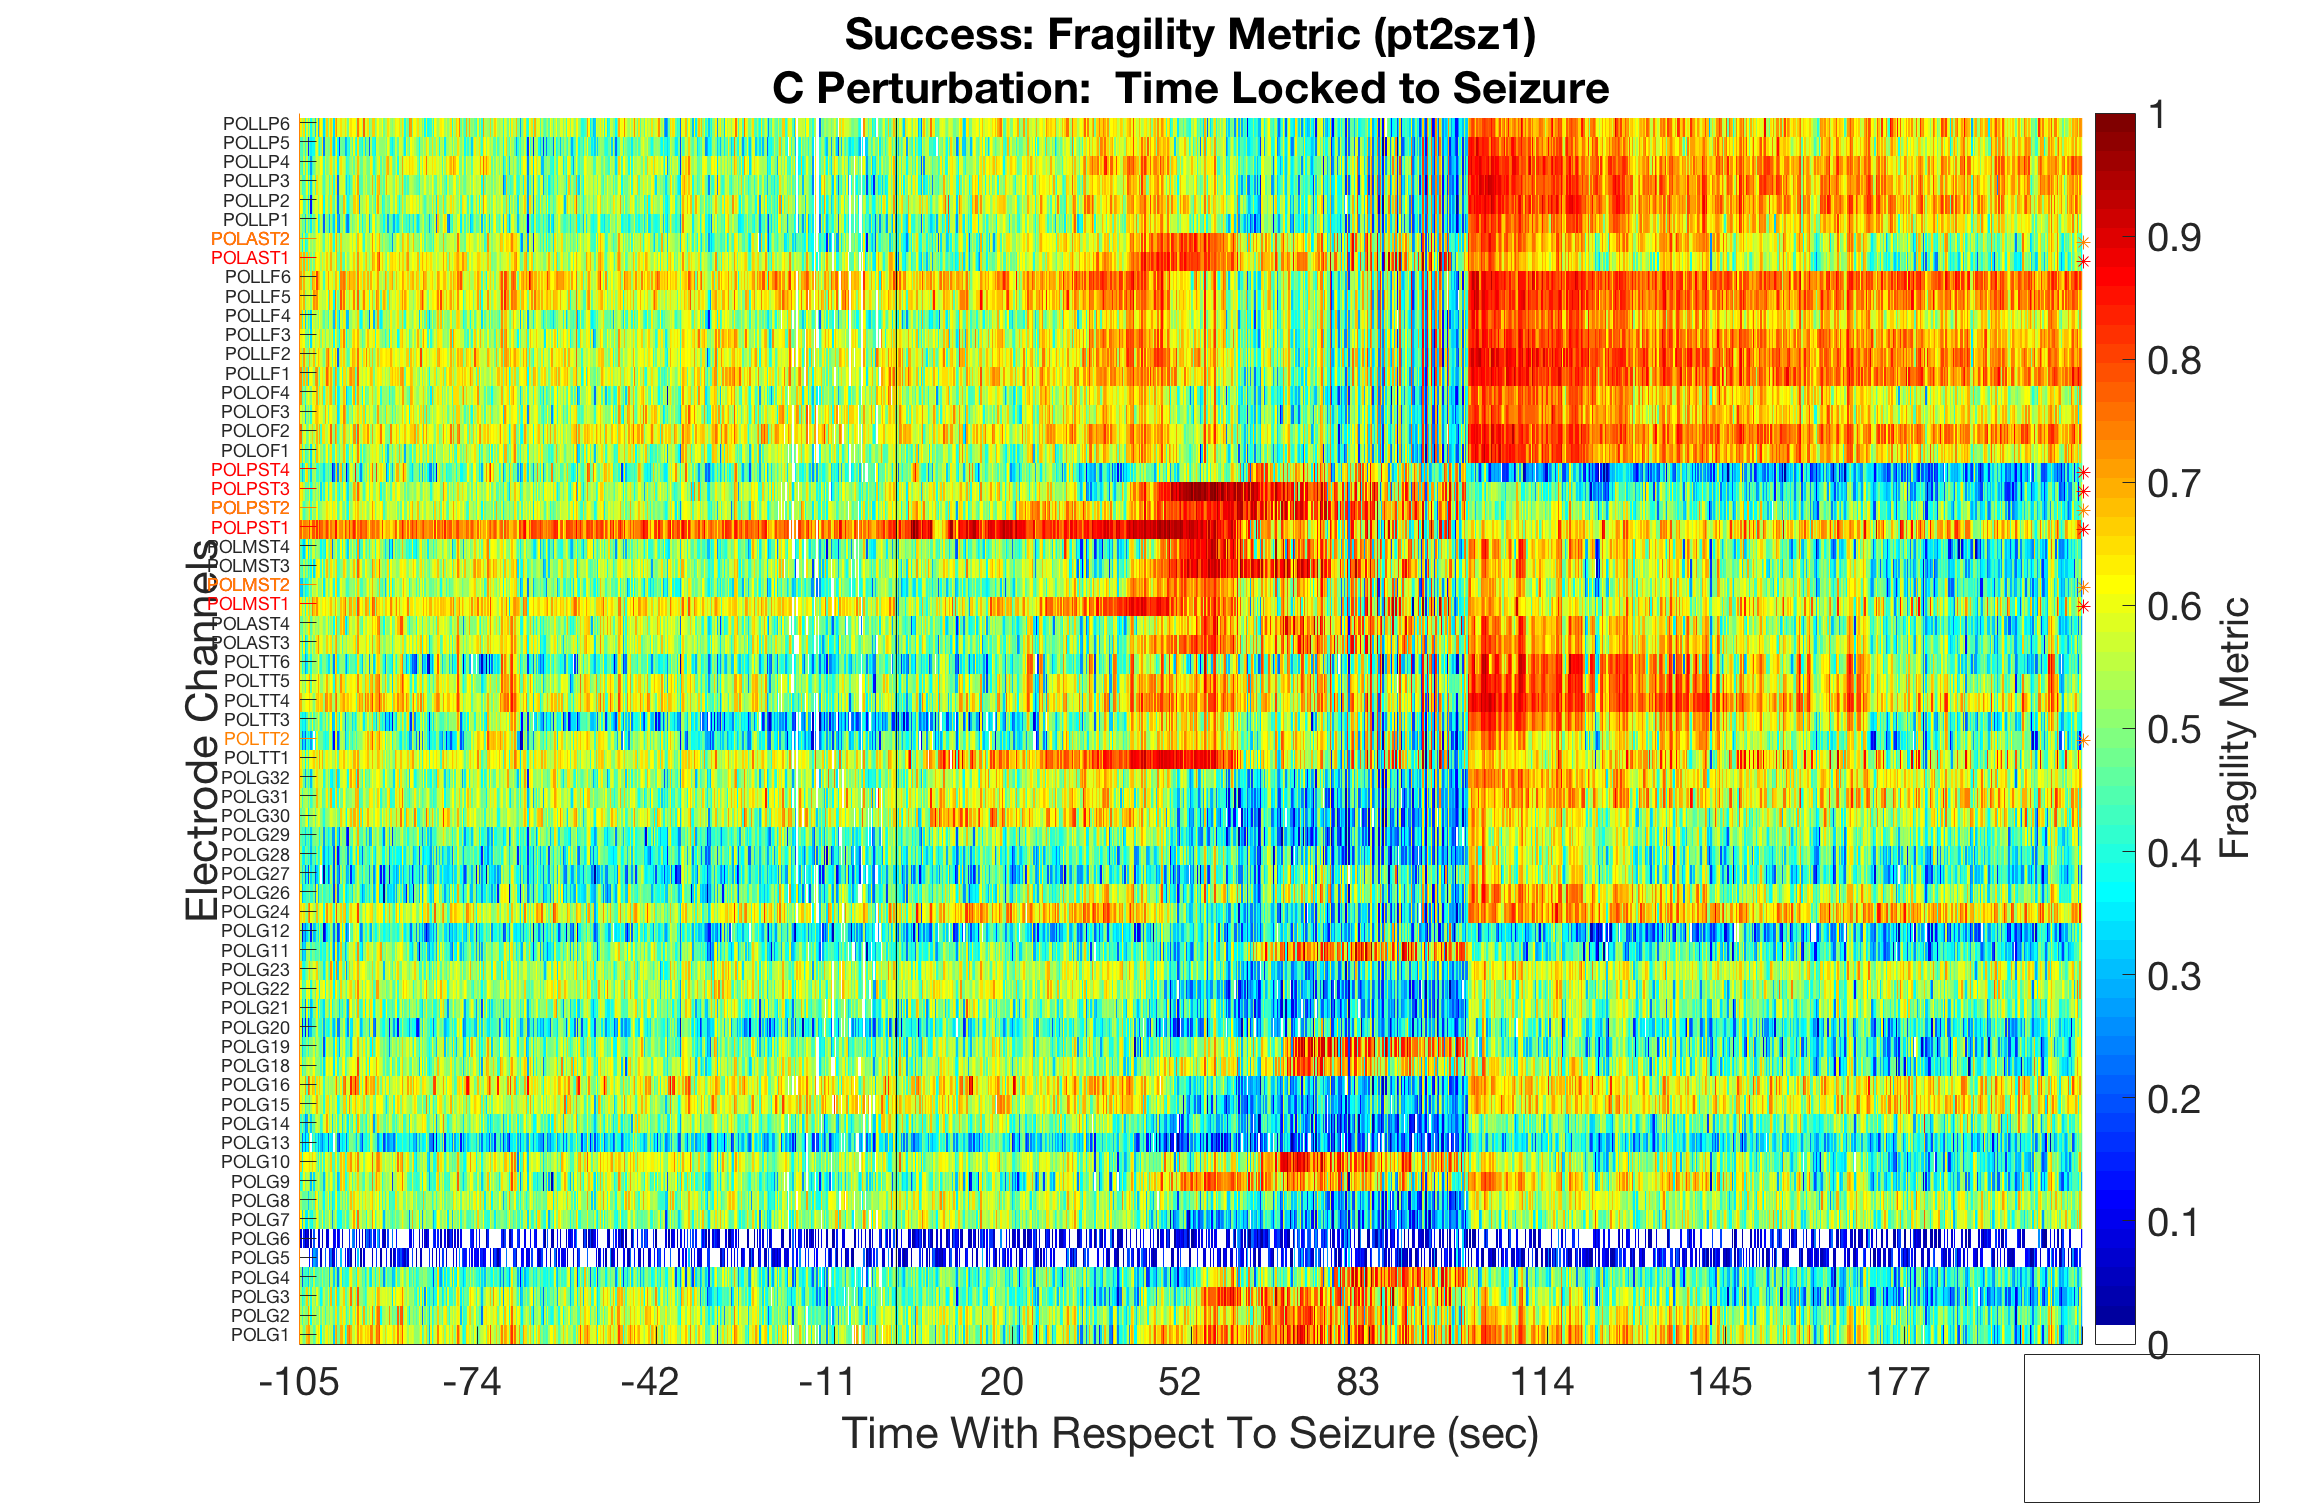 Success: Fragility Metric (pt2sz1)
C Perturbation:  Time Locked to Seizure
Electrode Channels
POLLP6
POLLP5
POLLP4
POLLP3
POLLP2
POLLP1
POLAST2
POLAST1
POLLF6
POLLF5
POLLF4
POLLF3
POLLF2
POLLF1
POLOF4
POLOF3
POLOF2
POLOF1
POLPST4
POLPST3
POLPST2
POLPST1
POLMST4
POLMST3
POLMST2
POLMST1
POLAST4
POLAST3
POLTT6
POLTT5
POLTT4
POLTT3
POLTT2
POLTT1
POLG32
POLG31
POLG30
POLG29
POLG28
POLG27
POLG26
POLG24
POLG12
POLG11
POLG23
POLG22
POLG21
POLG20
POLG19
POLG18
POLG16
POLG15
POLG14
POLG13
POLG10
POLG9
POLG8
POLG7
POLG6
POLG5
POLG4
POLG3
POLG2
POLG1
-105 -74 -42 -11 20 52 83 114 145 177
Time With Respect To Seizure (sec)
1
0.9
0.8
0.7
0.6
0.5
0.4
0.3
0.2
0.1
0
Fragility Metric